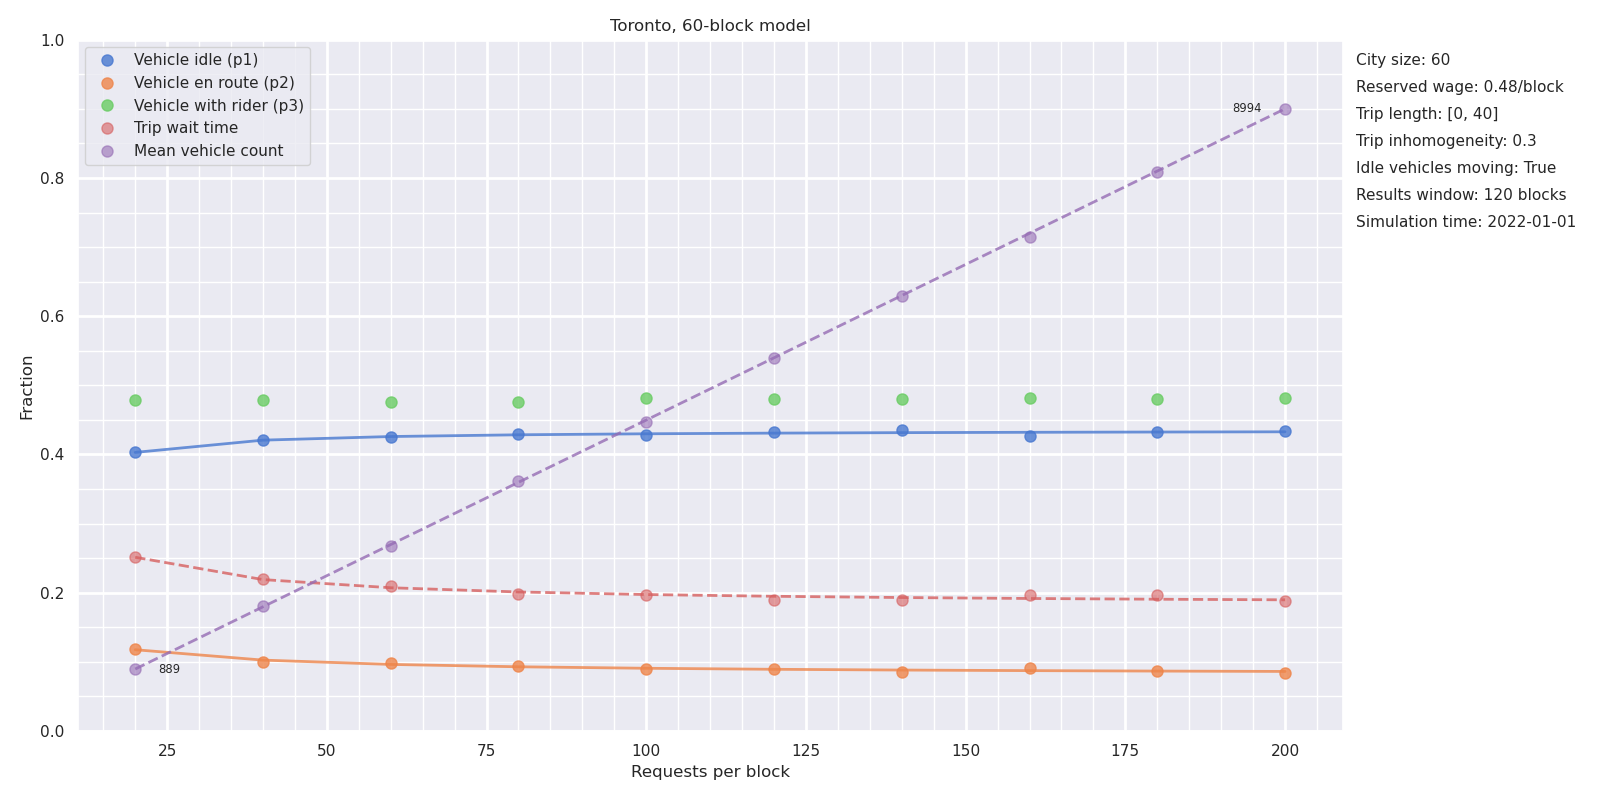 Toronto, 60-block model
1.0
0.8
0.6
0.4
0.2
0.0
Fraction
Vehicle idle (p1)
Vehicle en route (p2)
Vehicle with rider (p3)
Trip wait time
Mean vehicle count
8994
889
25
50
75
100
125
150
175
200
Requests per block
City size: 60
Reserved wage: 0.48/block
Trip length: [0, 40]
Trip inhomogeneity: 0.3
Idle vehicles moving: True
Results window: 120 blocks
Simulation time: 2022-01-01